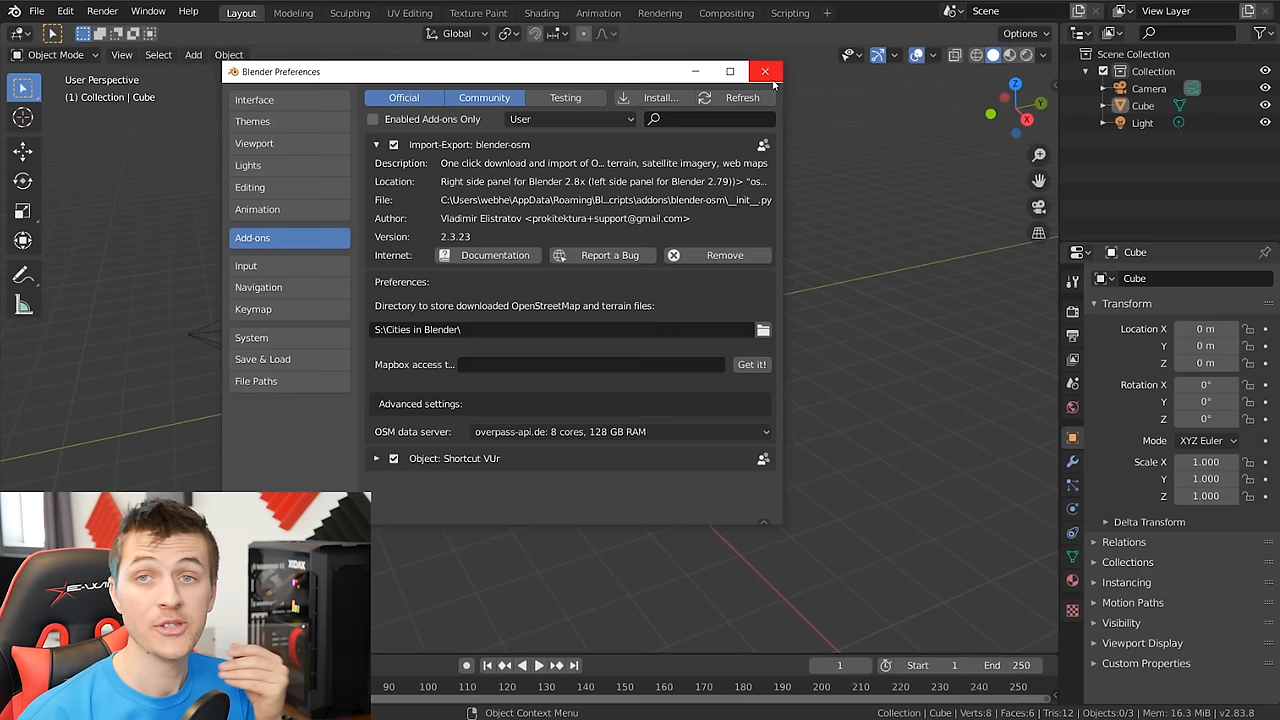 File Edit Render Window Help Layout Modeling Sculpting UV Editing Texture Paint Shading Animation Rendering Compositing Scripting + Scene View Layer
Global Options
Object Mode View Select Add Object
User Perspective
(1) Collection | Cube
Blender Preferences
Interface
Themes
Viewport
Lights
Editing
Animation
Add-ons
Input
Navigation
Keymap
System
Save & Load
File Paths
Official Community Testing Install... Refresh
Enabled Add-ons Only User
Import-Export: blender-osm
Description: One click download and import of O... terrain, satellite imagery, web maps
Location: Right side panel for Blender 2.8x (left side panel for Blender 2.79))> "os...
File: C:\Users\webhe\AppData\Roaming\Bl...cripts\addons\blender-osm\__init__.py
Author: Vladimir Elistratov <prokitektura+support@gmail.com>
Version: 2.3.23
Internet: Documentation Report a Bug Remove
Preferences:
Directory to store downloaded OpenStreetMap and terrain files:
S:\Cities in Blender\
Mapbox access t... Get it!
Advanced settings:
OSM data server: overpass-api.de: 8 cores, 128 GB RAM
Object: Shortcut VUr
X
Y
Z
Scene Collection
Collection
Camera
Cube
Light
Cube
Cube
Transform
Location X 0 m
Y 0 m
Z 0 m
Rotation X 0°
Y 0°
Z 0°
Mode XYZ Euler
Scale X 1.000
Y 1.000
Z 1.000
Delta Transform
Relations
Collections
Instancing
Motion Paths
Visibility
Viewport Display
Custom Properties
1 Start 1 End 250
90 100 110 120 130 140 150 160 170 180 190 200 210 220 230 240 250
Object Context Menu
Collection | Cube | Verts:8 | Faces:6 | Tris:12 | Objects:0/3 | Mem: 16.3 MiB | v2.83.8